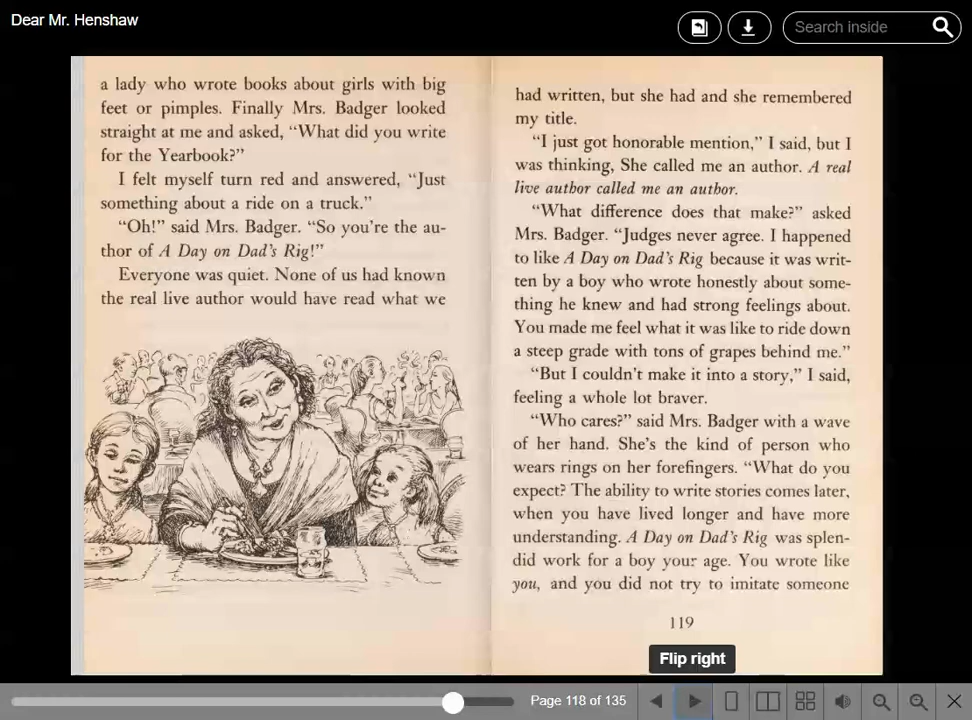 Dear Mr. Henshaw
Search inside
a lady who wrote books about girls with big
feet or pimples. Finally Mrs. Badger looked
straight at me and asked, “What did you write
for the Yearbook?”
I felt myself turn red and answered, “Just
something about a ride on a truck.”
“Oh!” said Mrs. Badger. “So you’re the au-
thor of A Day on Dad’s Rig!”
Everyone was quiet. None of us had known
the real live author would have read what we
had written, but she had and she remembered
my title.
“I just got honorable mention,” I said, but I
was thinking, She called me an author. A real
live author called me an author.
“What difference does that make?” asked
Mrs. Badger. “Judges never agree. I happened
to like A Day on Dad’s Rig because it was writ-
ten by a boy who wrote honestly about some-
thing he knew and had strong feelings about.
You made me feel what it was like to ride down
a steep grade with tons of grapes behind me.”
“But I couldn’t make it into a story,” I said,
feeling a whole lot braver.
“Who cares?” said Mrs. Badger with a wave
of her hand. She’s the kind of person who
wears rings on her forefingers. “What do you
expect? The ability to write stories comes later,
when you have lived longer and have more
understanding. A Day on Dad’s Rig was splen-
did work for a boy your age. You wrote like
you, and you did not try to imitate someone
119
Flip right
Page 118 of 135